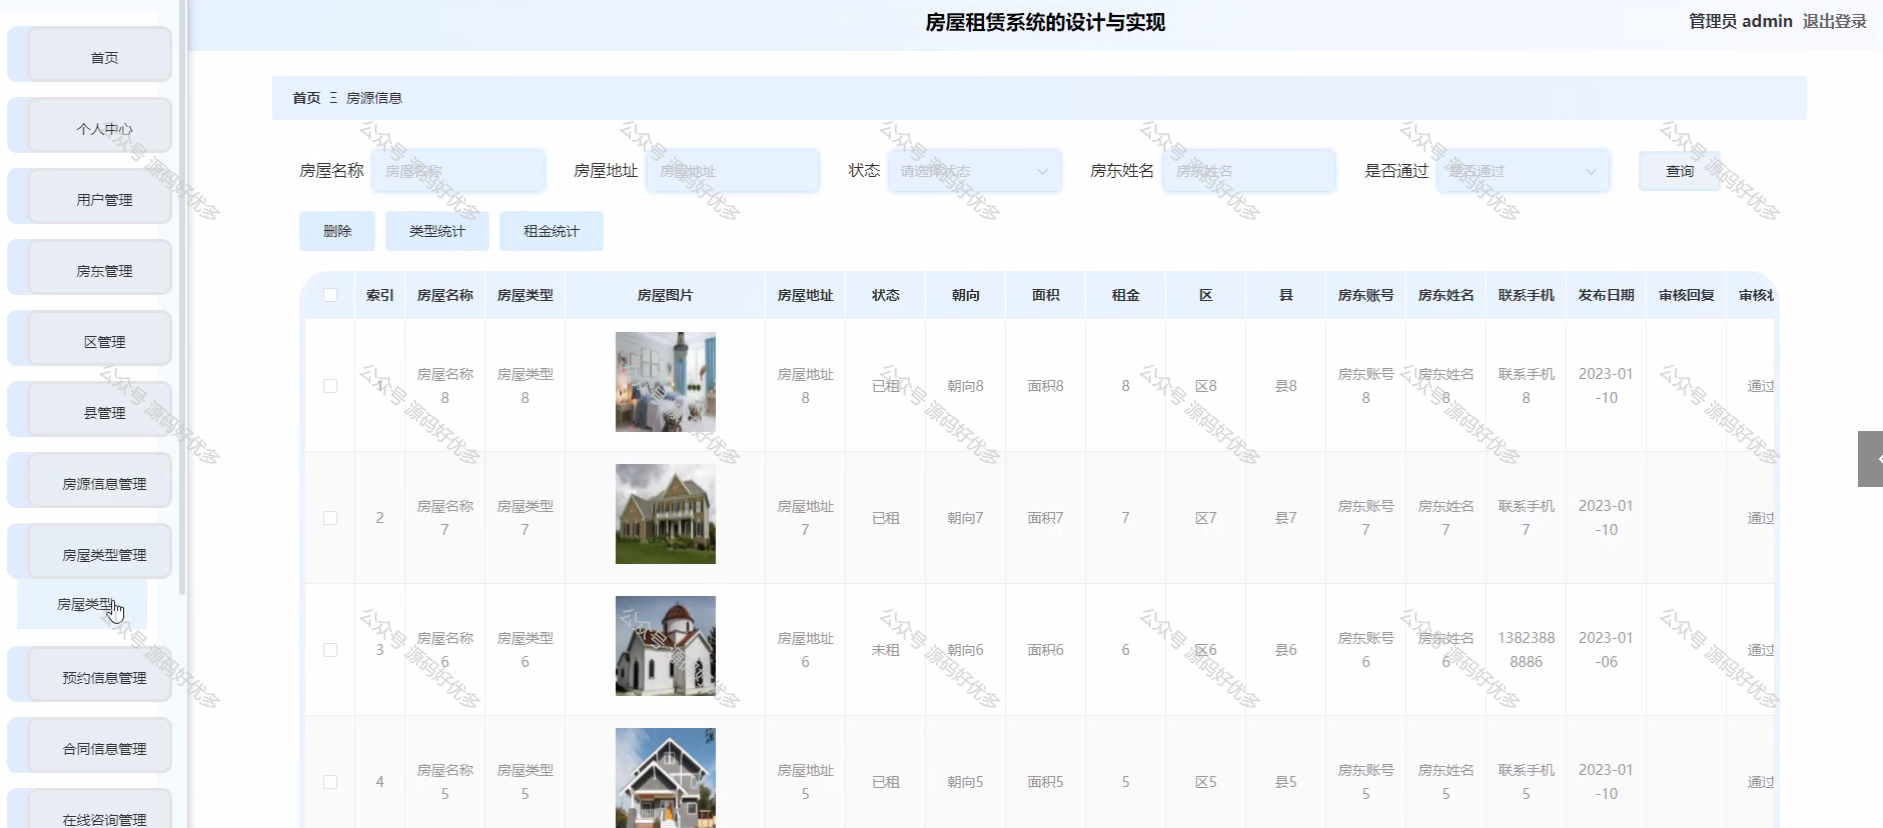 房屋租赁系统的设计与实现
管理员 admin 退出登录
首页
个人中心
用户管理
房东管理
区管理
县管理
房源信息管理
房屋类型管理
房屋类型
预约信息管理
合同信息管理
在线咨询管理
首页 Ξ 房源信息
房屋名称 房屋名称 房屋地址 房屋地址 状态 请选择状态 房东姓名 房东姓名 是否通过 是否通过 查询
删除 类型统计 租金统计
索引 房屋名称 房屋类型 房屋图片 房屋地址 状态 朝向 面积 租金 区 县 房东账号 房东姓名 联系手机 发布日期 审核回复 审核状
1 房屋名称8 房屋类型8 房屋地址8 已租 朝向8 面积8 8 区8 县8 房东账号8 房东姓名8 联系手机8 2023-01-10 通过
2 房屋名称7 房屋类型7 房屋地址7 已租 朝向7 面积7 7 区7 县7 房东账号7 房东姓名7 联系手机7 2023-01-10 通过
3 房屋名称6 房屋类型6 房屋地址6 未租 朝向6 面积6 6 区6 县6 房东账号6 房东姓名6 13823888886 2023-01-06 通过
4 房屋名称5 房屋类型5 房屋地址5 已租 朝向5 面积5 5 区5 县5 房东账号5 房东姓名5 联系手机5 2023-01-10 通过
公众号 源码好优多